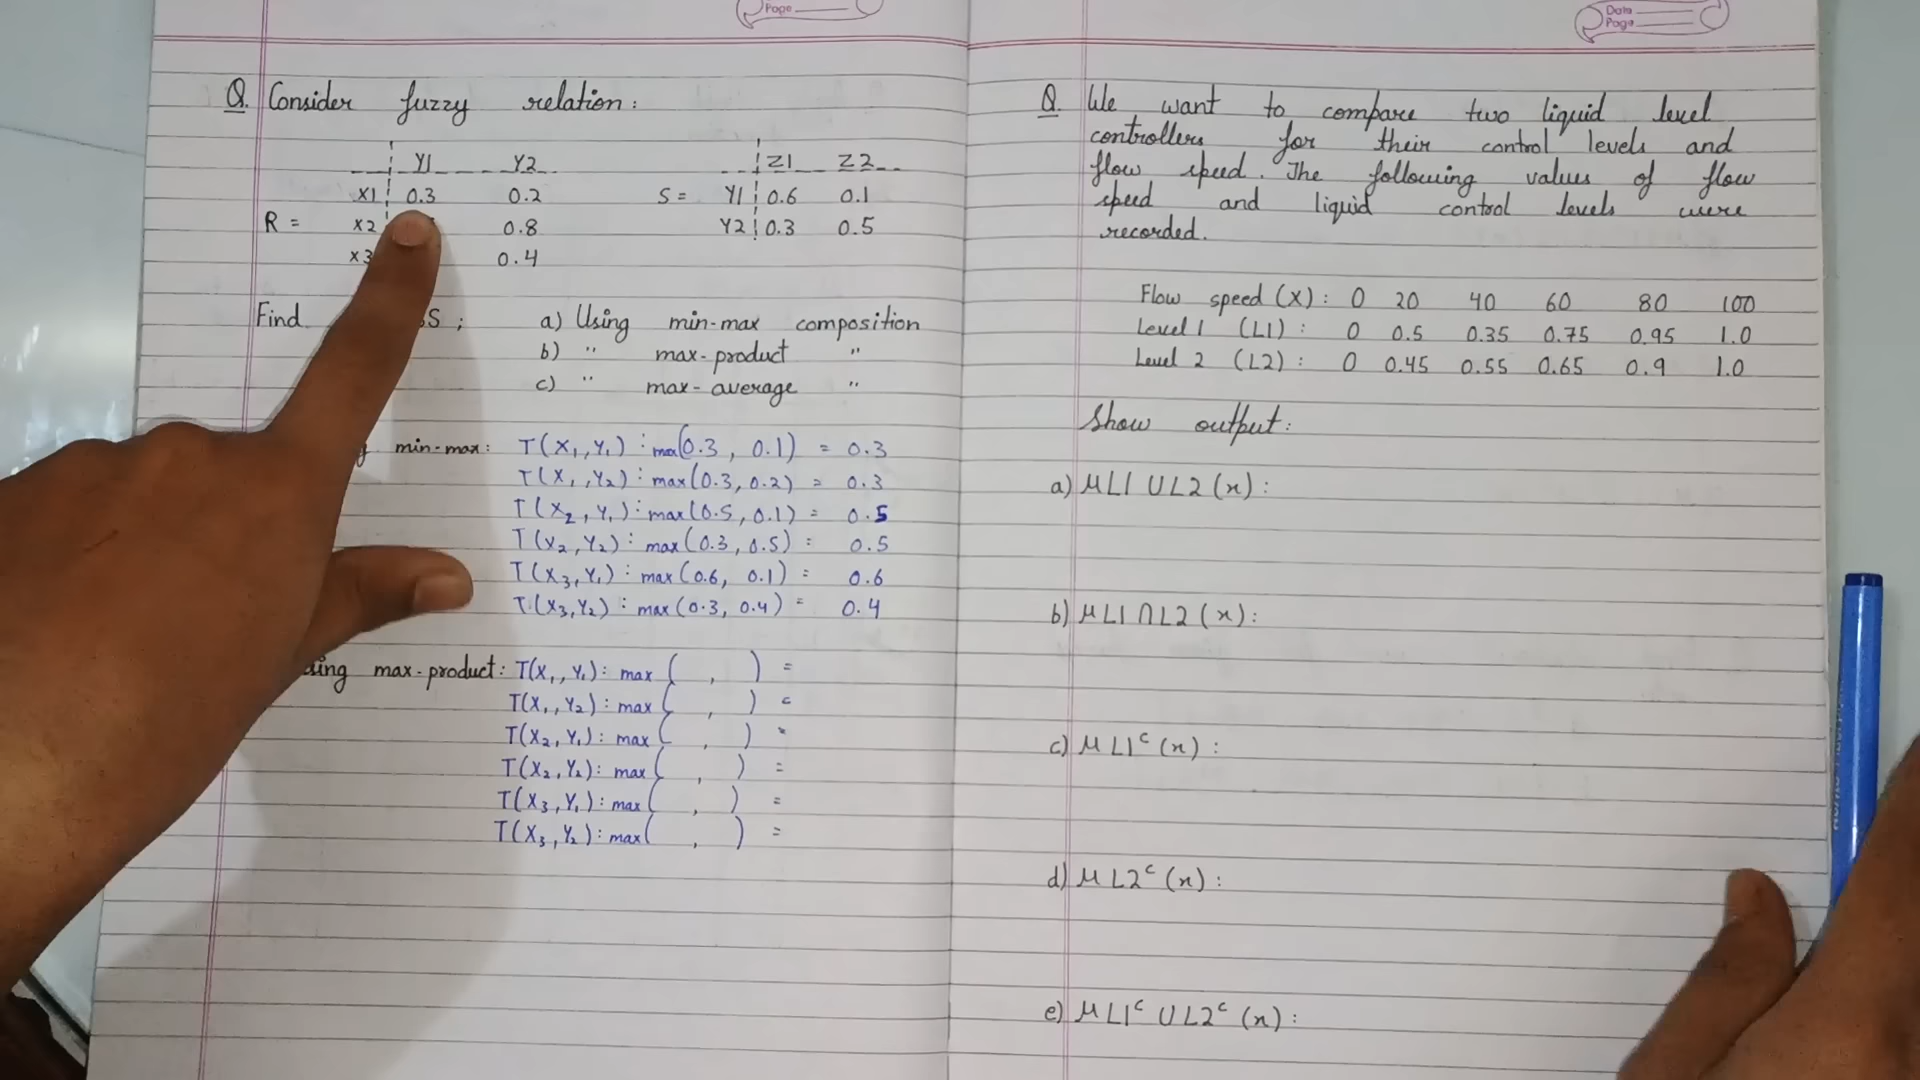 Page
Q. Consider fuzzy relation:
Y1 Y2
X1 0.3 0.2
R = X2 0.8
X3 0.4
Z1 Z2
S = Y1 0.6 0.1
Y2 0.3 0.5
Find S ; a) Using min-max composition
b) " max-product "
c) " max-average "
min-max: T(X1,Y1) : max(0.3, 0.1) = 0.3
T(X1,Y2) : max(0.3, 0.2) = 0.3
T(X2,Y1) : max(0.5, 0.1) = 0.5
T(X2,Y2) : max(0.3, 0.5) = 0.5
T(X3,Y1) : max(0.6, 0.1) = 0.6
T(X3,Y2) : max(0.3, 0.4) = 0.4
max-product: T(X1,Y1): max ( , ) =
T(X1,Y2): max ( , ) =
T(X2,Y1): max ( , ) =
T(X2,Y2): max ( , ) =
T(X3,Y1): max ( , ) =
T(X3,Y2): max ( , ) =
Date
Page
Q. We want to compare two liquid level
controllers for their control levels and
flow speed. The following values of flow
speed and liquid control levels were
recorded.
Flow speed (X) : 0 20 40 60 80 100
Level 1 (L1) : 0 0.5 0.35 0.75 0.95 1.0
Level 2 (L2) : 0 0.45 0.55 0.65 0.9 1.0
Show output:
a) μL1 ∪ L2 (x) :
b) μL1 ∩ L2 (x) :
c) μL1ᶜ (x) :
d) μL2ᶜ (x) :
e) μL1ᶜ ∪ L2ᶜ (x) :